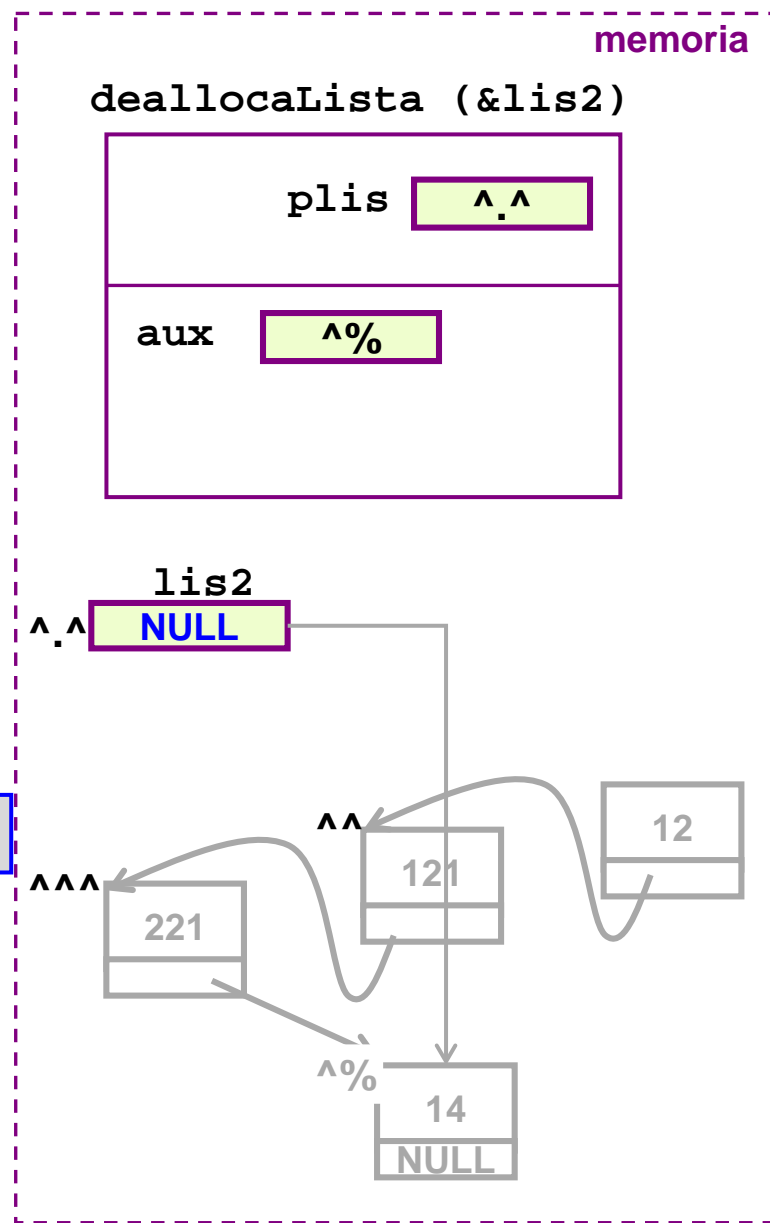 memoria
deallocaLista (&lis2)
plis ^.^
aux ^%
lis2
^.^ NULL
^^ 12
121
^^^
221
^%
14
NULL